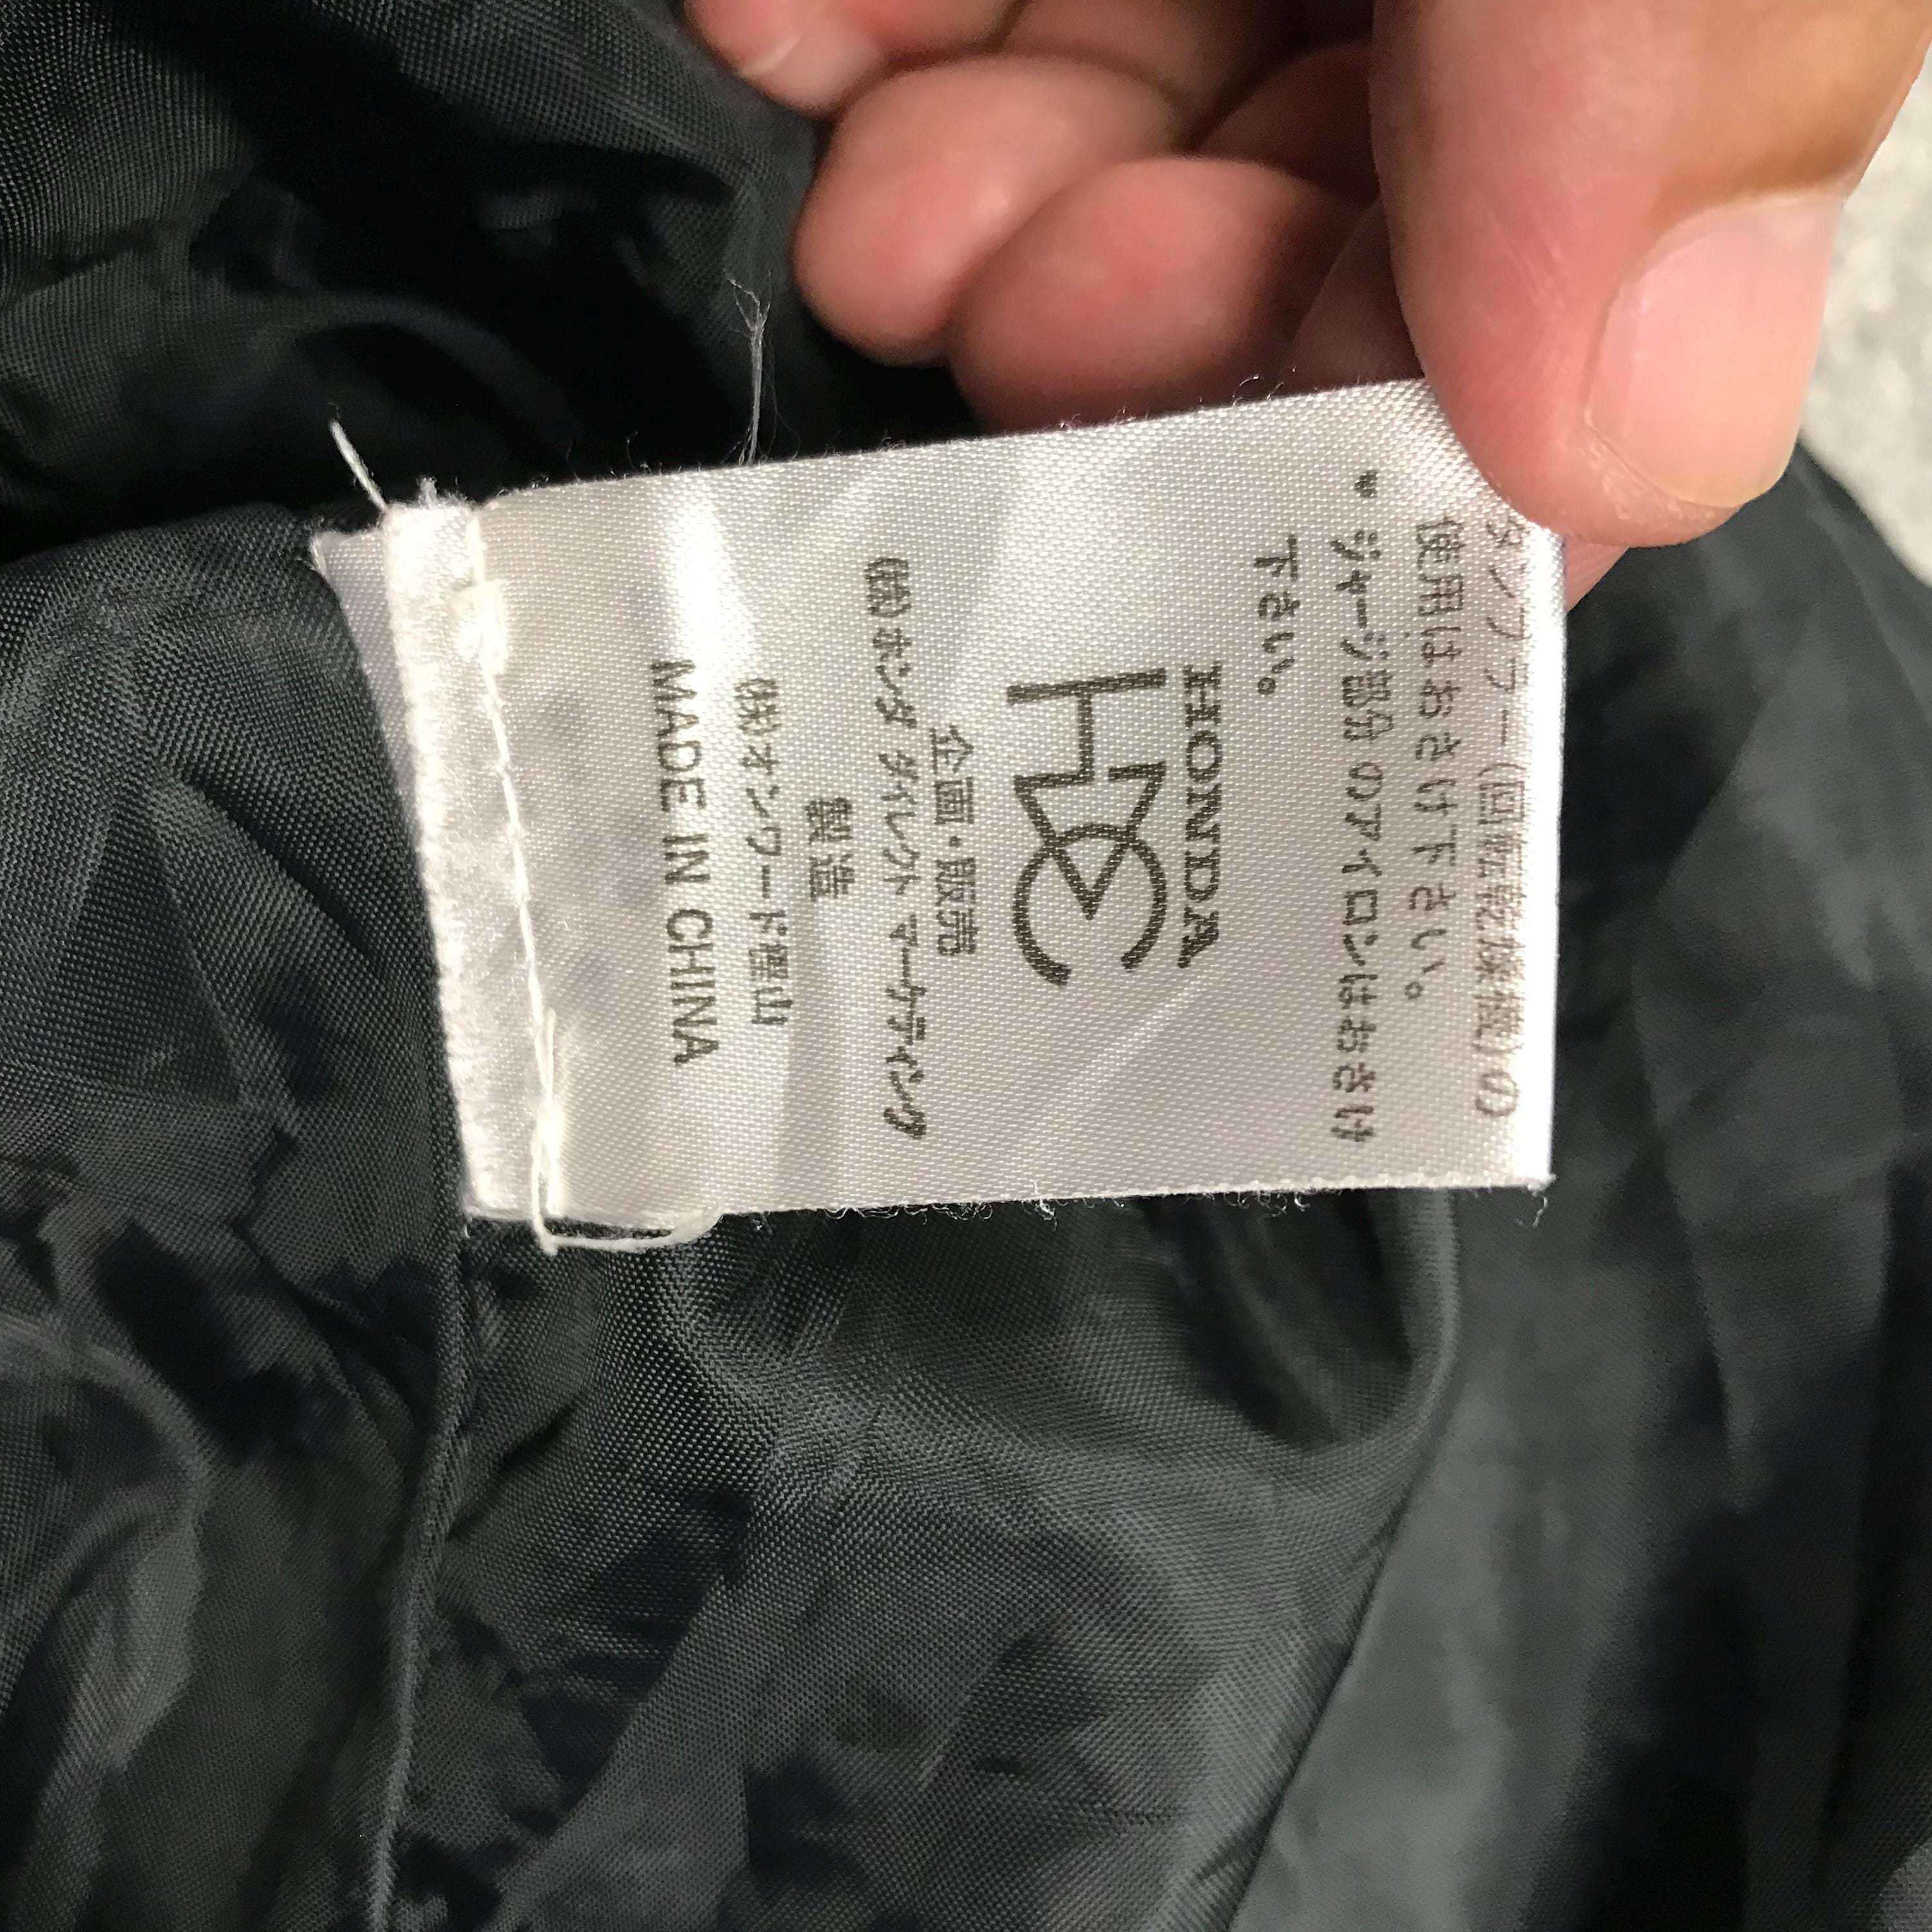 タンブラー(回転乾燥機)の
使用はおさけ下さい。
・ジャージ部分のアイロンはおさけ
下さい。
HONDA
HC
企画・販売
(株)ホンダ ダイレクト マーケティング
製造
(株)オンワード樫山
MADE IN CHINA